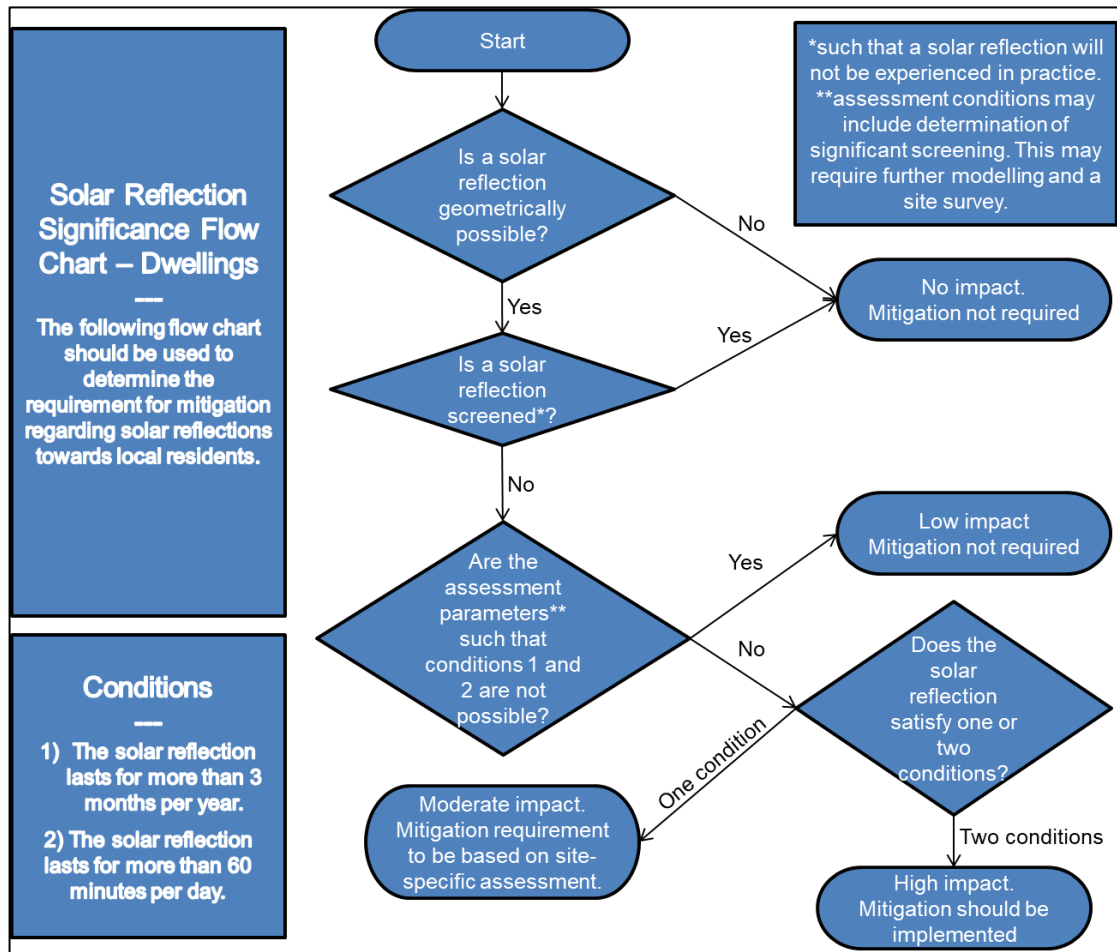 Solar Reflection
Significance Flow
Chart – Dwellings
---
The following flow chart
should be used to
determine the
requirement for mitigation
regarding solar reflections
towards local residents.
Conditions
---
1) The solar reflection
lasts for more than 3
months per year.
2) The solar reflection
lasts for more than 60
minutes per day.
Start
*such that a solar reflection will
not be experienced in practice.
**assessment conditions may
include determination of
significant screening. This may
require further modelling and a
site survey.
Is a solar
reflection
geometrically
possible?
No
No impact.
Mitigation not required
Yes
Yes
Is a solar
reflection
screened*?
No
Low impact
Mitigation not required
Are the
assessment
parameters**
such that
conditions 1 and
2 are not
possible?
Yes
No
Does the
solar
reflection
satisfy one or
two
conditions?
One condition
Moderate impact.
Mitigation requirement
to be based on site-
specific assessment.
Two conditions
High impact.
Mitigation should be
implemented